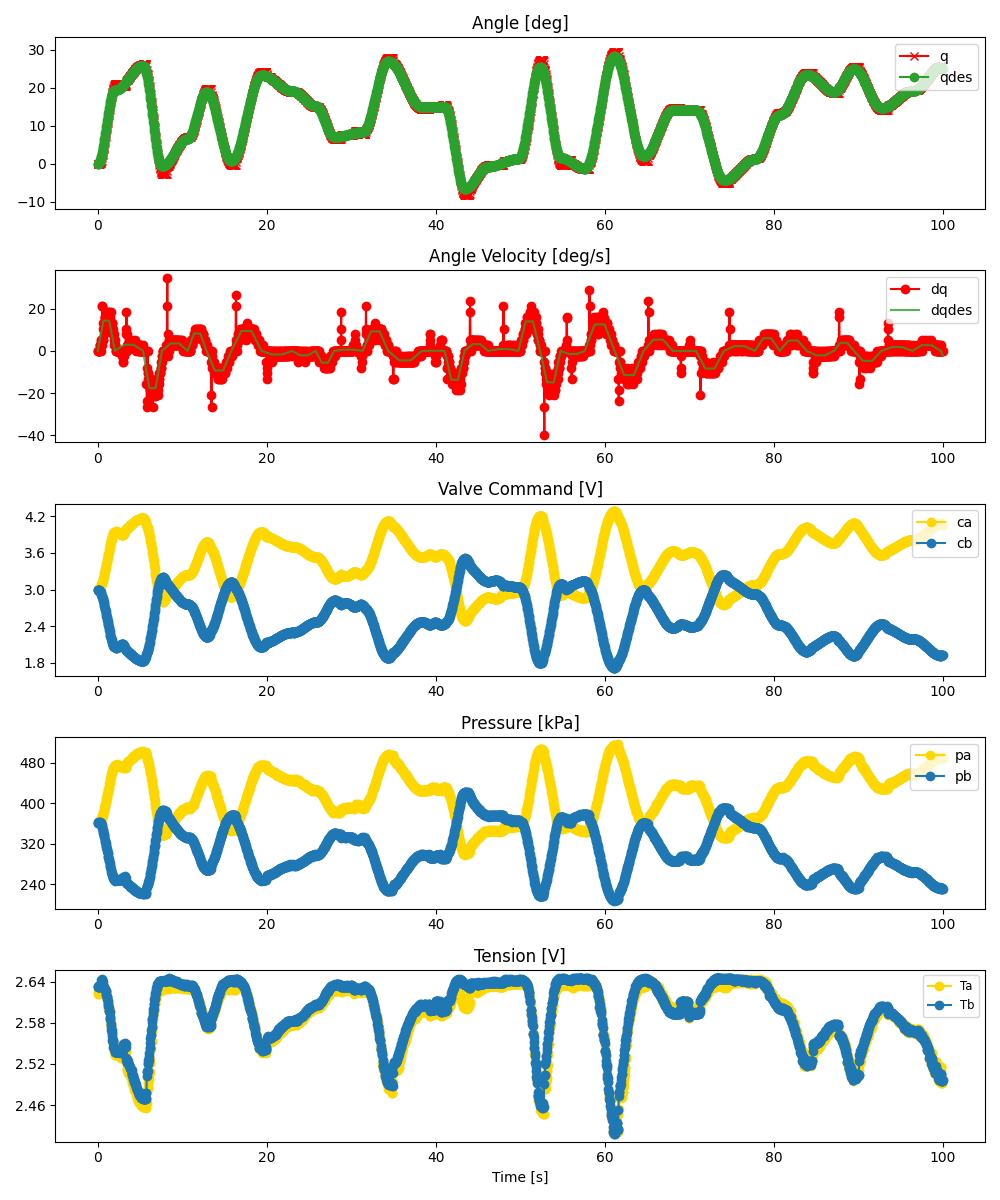 Angle [deg]
30
20
10
0
−10
q
qdes
0 20 40 60 80 100
Angle Velocity [deg/s]
20
0
−20
−40
dq
dqdes
0 20 40 60 80 100
Valve Command [V]
4.2
3.6
3.0
2.4
1.8
ca
cb
0 20 40 60 80 100
Pressure [kPa]
480
400
320
240
pa
pb
0 20 40 60 80 100
Tension [V]
2.64
2.58
2.52
2.46
Ta
Tb
0 20 40 60 80 100
Time [s]